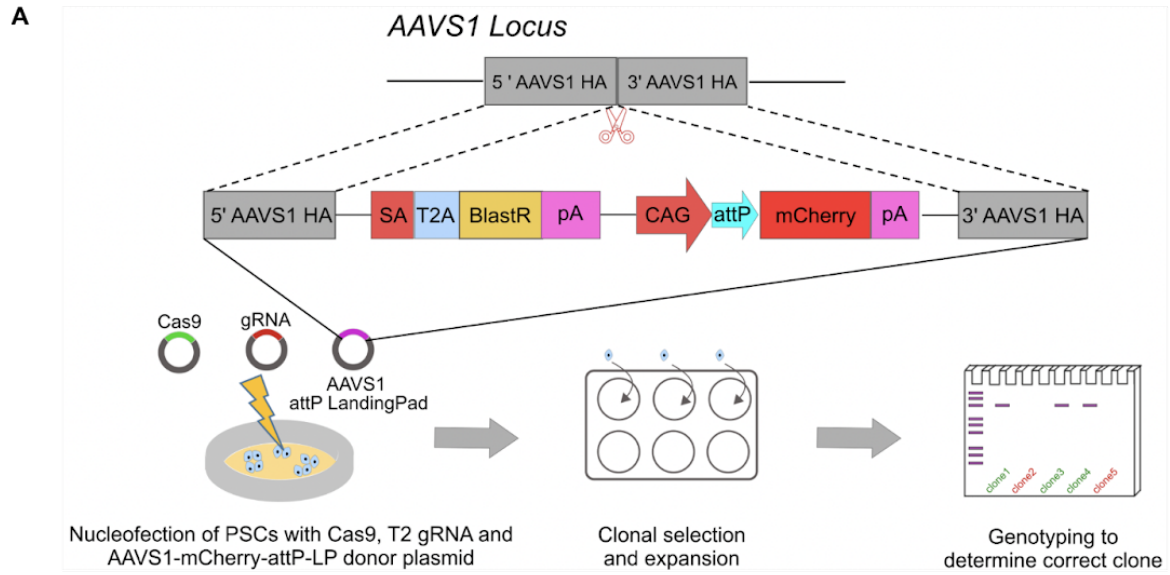 A
AAVS1 Locus
5 ' AAVS1 HA
3' AAVS1 HA
5' AAVS1 HA
SA
T2A
BlastR
pA
CAG
attP
mCherry
pA
3' AAVS1 HA
Cas9
gRNA
AAVS1
attP LandingPad
clone1
clone2
clone3
clone4
clone5
Nucleofection of PSCs with Cas9, T2 gRNA and
AAVS1-mCherry-attP-LP donor plasmid
Clonal selection
and expansion
Genotyping to
determine correct clone